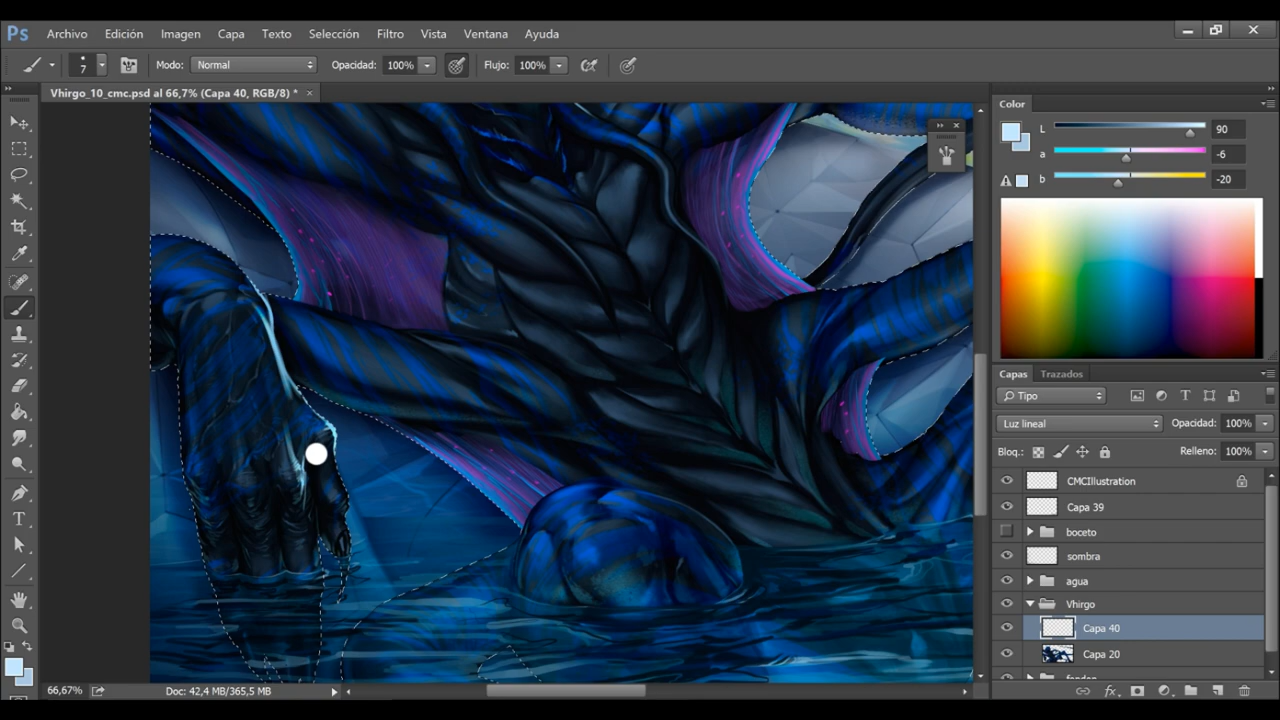 Ps Archivo Edición Imagen Capa Texto Selección Filtro Vista Ventana Ayuda
7 Modo: Normal Opacidad: 100% Flujo: 100%
Vhirgo_10_cmc.psd al 66,7% (Capa 40, RGB/8) * ×
Color
L 90
a -6
b -20
Capas Trazados
Tipo
Luz lineal Opacidad: 100%
Bloq.: Relleno: 100%
CMCIllustration
Capa 39
boceto
sombra
agua
Vhirgo
Capa 40
Capa 20
66,67% Doc: 42,4 MB/365,5 MB